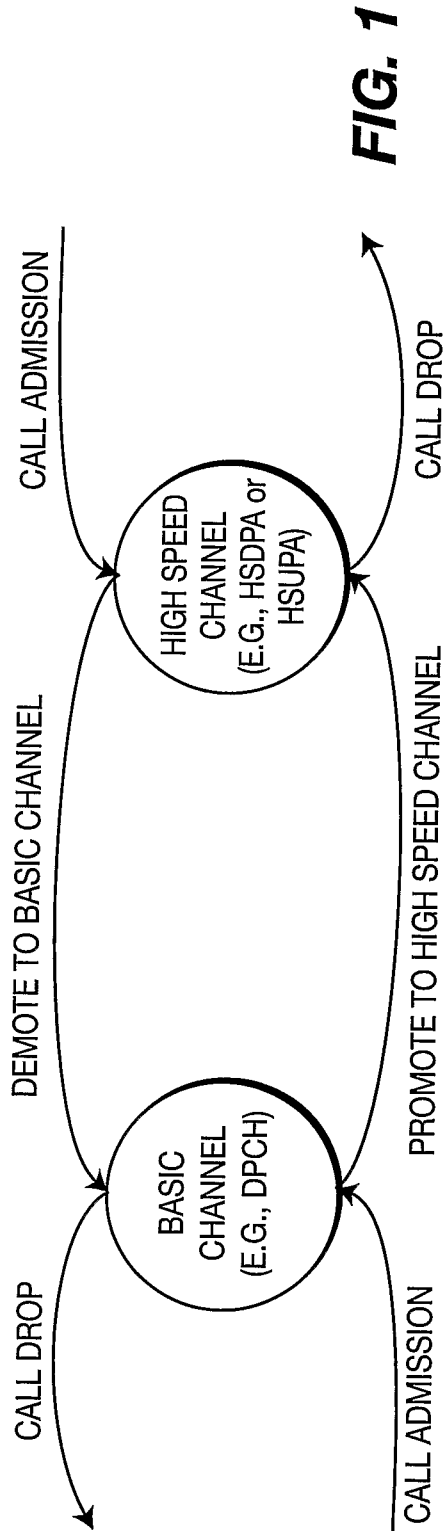 CALL DROP
DEMOTE TO BASIC CHANNEL
CALL ADMISSION
BASIC
CHANNEL
(E.G., DPCH)
HIGH SPEED
CHANNEL
(E.G., HSDPA or
HSUPA)
CALL ADMISSION
PROMOTE TO HIGH SPEED CHANNEL
CALL DROP
FIG. 1